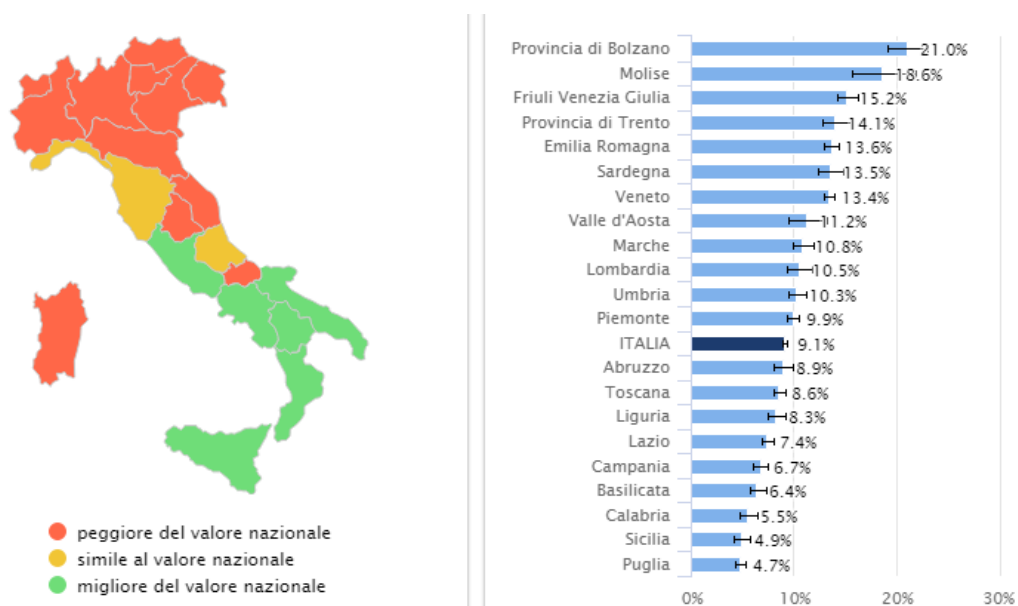 peggiore del valore nazionale
simile al valore nazionale
migliore del valore nazionale
Provincia di Bolzano 21.0%
Molise 18.6%
Friuli Venezia Giulia 15.2%
Provincia di Trento 14.1%
Emilia Romagna 13.6%
Sardegna 13.5%
Veneto 13.4%
Valle d'Aosta 11.2%
Marche 10.8%
Lombardia 10.5%
Umbria 10.3%
Piemonte 9.9%
ITALIA 9.1%
Abruzzo 8.9%
Toscana 8.6%
Liguria 8.3%
Lazio 7.4%
Campania 6.7%
Basilicata 6.4%
Calabria 5.5%
Sicilia 4.9%
Puglia 4.7%
0% 10% 20% 30%